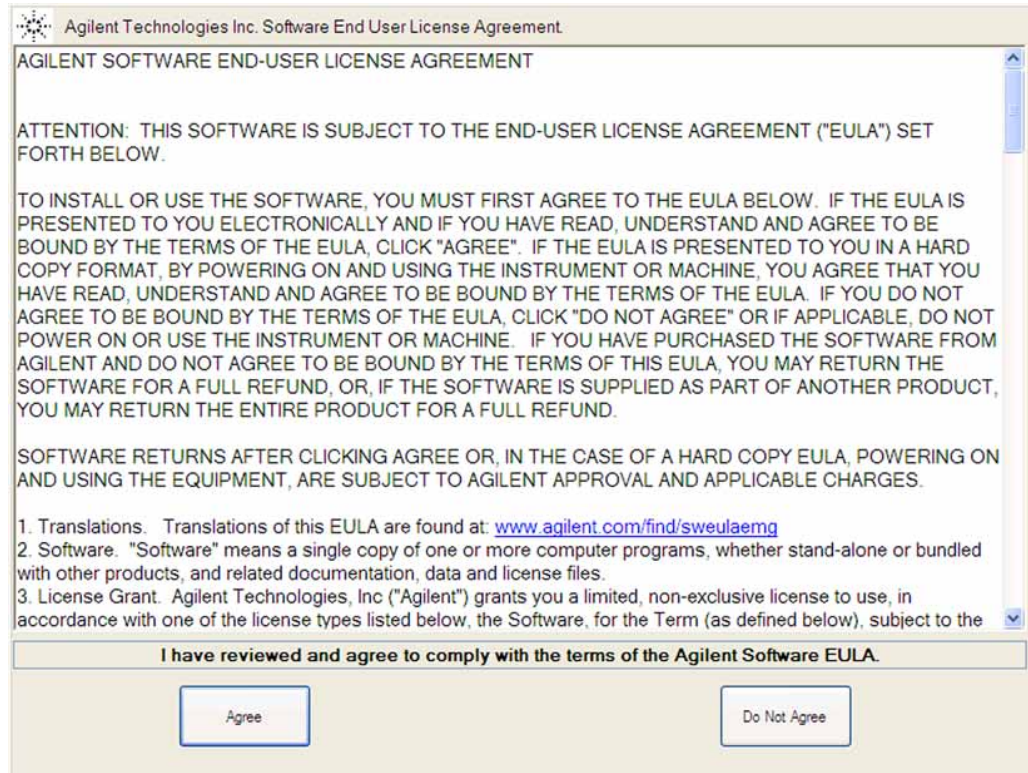 Agilent Technologies Inc. Software End User License Agreement.
AGILENT SOFTWARE END-USER LICENSE AGREEMENT
ATTENTION: THIS SOFTWARE IS SUBJECT TO THE END-USER LICENSE AGREEMENT ("EULA") SET
FORTH BELOW.
TO INSTALL OR USE THE SOFTWARE, YOU MUST FIRST AGREE TO THE EULA BELOW. IF THE EULA IS
PRESENTED TO YOU ELECTRONICALLY AND IF YOU HAVE READ, UNDERSTAND AND AGREE TO BE
BOUND BY THE TERMS OF THE EULA, CLICK "AGREE". IF THE EULA IS PRESENTED TO YOU IN A HARD
COPY FORMAT, BY POWERING ON AND USING THE INSTRUMENT OR MACHINE, YOU AGREE THAT YOU
HAVE READ, UNDERSTAND AND AGREE TO BE BOUND BY THE TERMS OF THE EULA. IF YOU DO NOT
AGREE TO BE BOUND BY THE TERMS OF THE EULA, CLICK "DO NOT AGREE" OR IF APPLICABLE, DO NOT
POWER ON OR USE THE INSTRUMENT OR MACHINE. IF YOU HAVE PURCHASED THE SOFTWARE FROM
AGILENT AND DO NOT AGREE TO BE BOUND BY THE TERMS OF THIS EULA, YOU MAY RETURN THE
SOFTWARE FOR A FULL REFUND, OR, IF THE SOFTWARE IS SUPPLIED AS PART OF ANOTHER PRODUCT,
YOU MAY RETURN THE ENTIRE PRODUCT FOR A FULL REFUND.
SOFTWARE RETURNS AFTER CLICKING AGREE OR, IN THE CASE OF A HARD COPY EULA, POWERING ON
AND USING THE EQUIPMENT, ARE SUBJECT TO AGILENT APPROVAL AND APPLICABLE CHARGES.
1. Translations. Translations of this EULA are found at: www.agilent.com/find/sweulaemg
2. Software. "Software" means a single copy of one or more computer programs, whether stand-alone or bundled
with other products, and related documentation, data and license files.
3. License Grant. Agilent Technologies, Inc ("Agilent") grants you a limited, non-exclusive license to use, in
accordance with one of the license types listed below, the Software, for the Term (as defined below), subject to the
I have reviewed and agree to comply with the terms of the Agilent Software EULA.
Agree
Do Not Agree